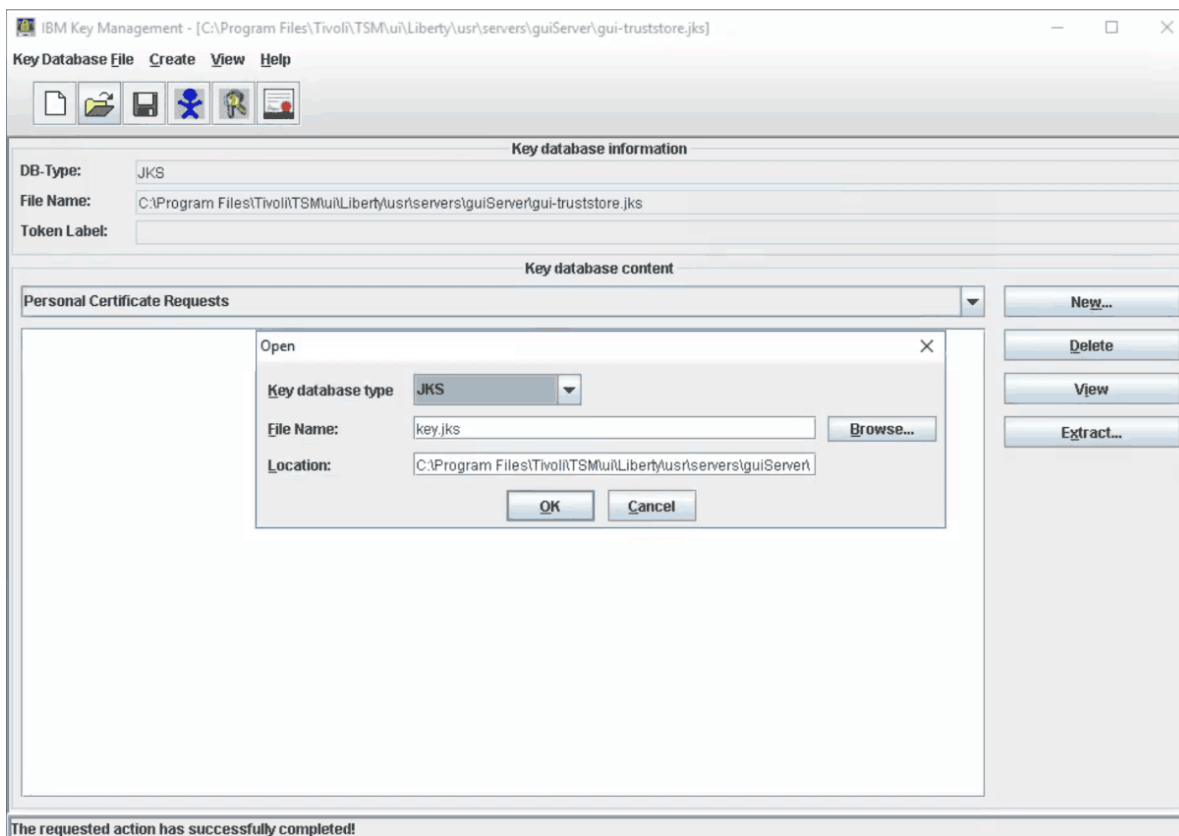 IBM Key Management - [C:\Program Files\Tivoli\TSM\ui\Liberty\usr\servers\guiServer\gui-truststore.jks]
Key Database File Create View Help
Key database information
DB-Type: JKS
File Name: C:\Program Files\Tivoli\TSM\ui\Liberty\usr\servers\guiServer\gui-truststore.jks
Token Label:
Key database content
Personal Certificate Requests
New...
Open
Delete
Key database type JKS
View
File Name: key.jks Browse...
Extract...
Location: C:\Program Files\Tivoli\TSM\ui\Liberty\usr\servers\guiServer\
OK Cancel
The requested action has successfully completed!